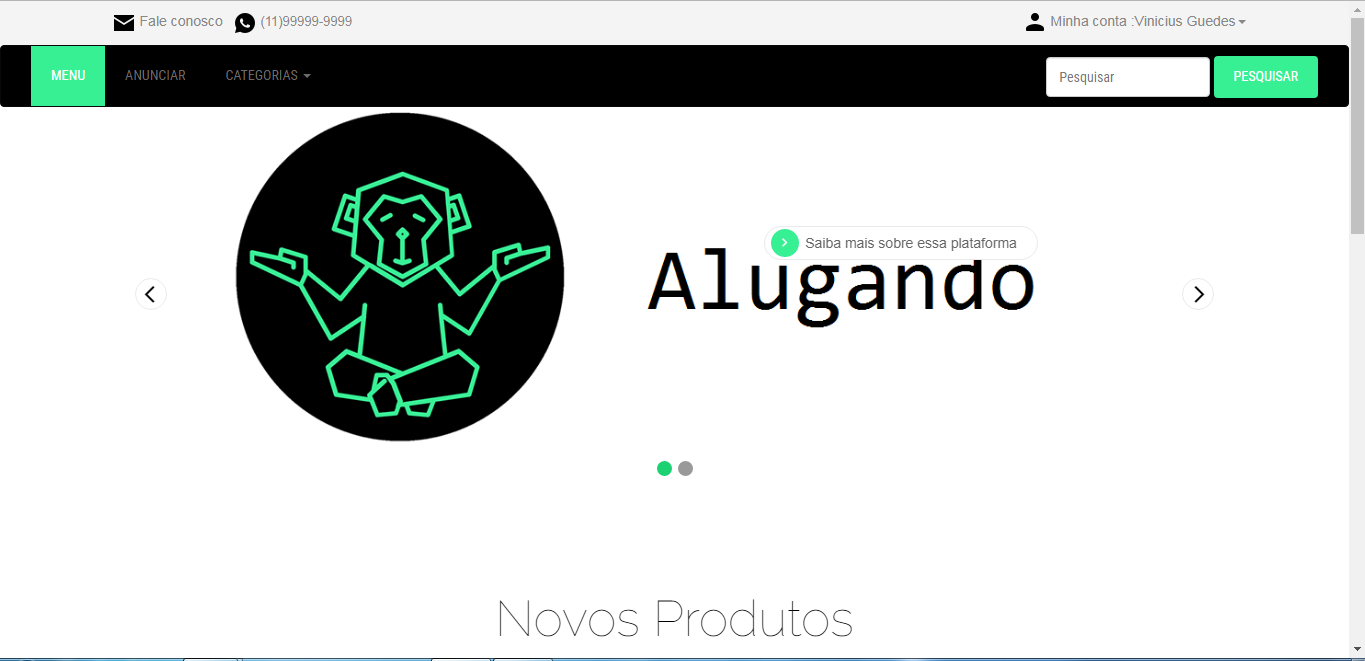 Fale conosco (11)99999-9999 Minha conta :Vinicius Guedes
MENU ANUNCIAR CATEGORIAS Pesquisar PESQUISAR
Saiba mais sobre essa plataforma
Alugando
Novos Produtos